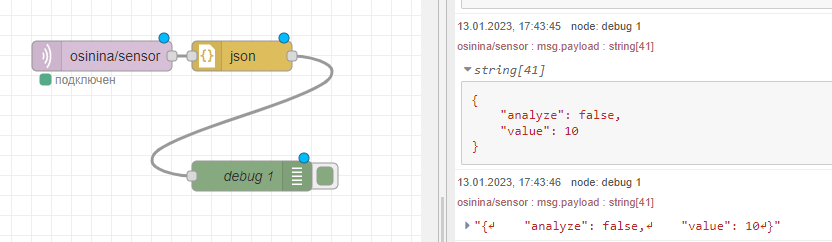 osinina/sensor
json
подключен
debug 1
13.01.2023, 17:43:45 node: debug 1
osinina/sensor : msg.payload : string[41]
string[41]
{
    "analyze": false,
    "value": 10
}
13.01.2023, 17:43:46 node: debug 1
osinina/sensor : msg.payload : string[41]
"{↵    "analyze": false,↵    "value": 10↵}"